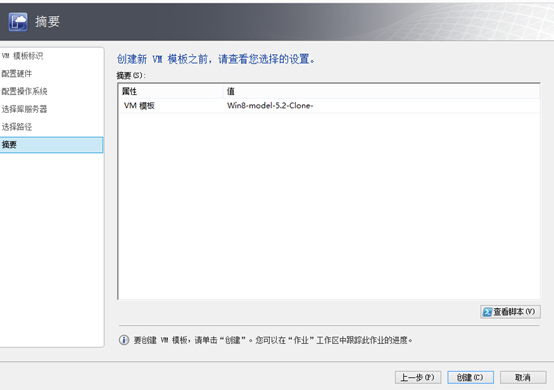 摘要
VM 模板标识
配置硬件
配置操作系统
选择库服务器
选择路径
摘要
创建新 VM 模板之前，请查看您选择的设置。
摘要(S)：
属性 值
VM 模板 Win8-model-5.2-Clone-
查看脚本(V)
要创建 VM 模板，请单击“创建”。您可以在“作业”工作区中跟踪此作业的进度。
上一步(P) 创建(C) 取消